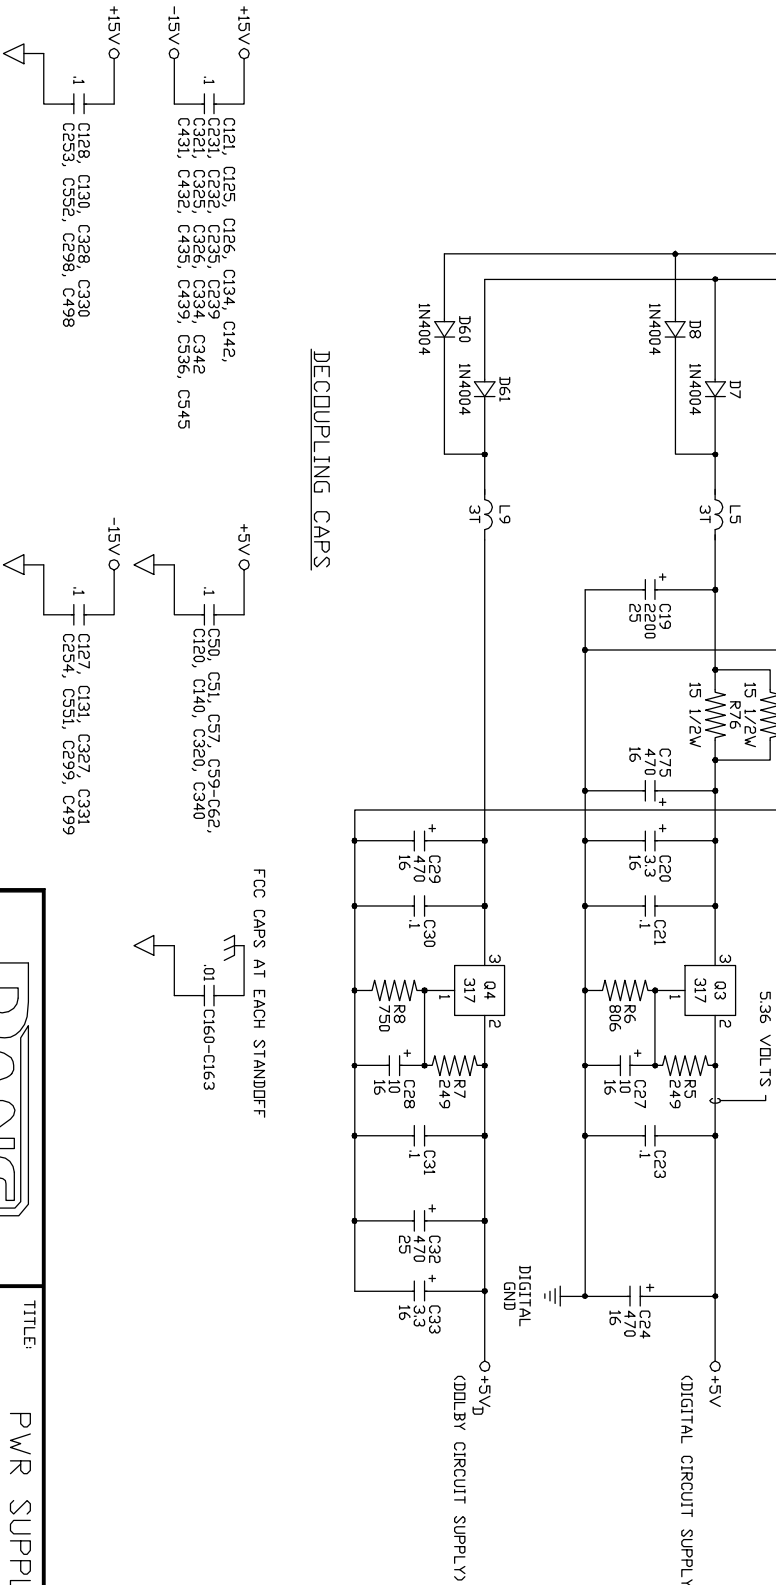 5.36 VOLTS
D7
1N4004
D8
1N4004
L5
3T
C19
2200
25
+
15 1/2W
R76
15 1/2W
C75
470
16
+
C20
3.3
16
+
C21
.1
3
Q3
317
2
1
R6
806
R5
249
C27
10
16
+
C23
.1
C24
470
16
+
+5V
(DIGITAL CIRCUIT SUPPLY
DIGITAL
GND
D61
1N4004
D60
1N4004
L9
3T
C29
470
16
+
C30
.1
3
Q4
317
2
1
R8
750
R7
249
C28
10
16
+
C31
.1
C32
470
25
+
C33
3.3
16
+
+5VD
(DOLBY CIRCUIT SUPPLY)
DECOUPLING CAPS
+15V
-15V
.1
C121, C125, C126, C134, C142,
C231, C232, C235, C239
C321, C325, C326, C334, C342
C431, C432, C435, C439, C536, C545
+5V
.1
C50, C51, C57, C59-C62,
C120, C140, C320, C340
FCC CAPS AT EACH STANDOFF
.01
C160-C163
+15V
.1
C128, C130, C328, C330
C253, C552, C298, C498
-15V
.1
C127, C131, C327, C331
C254, C551, C299, C499
TITLE:
PWR SUPPL